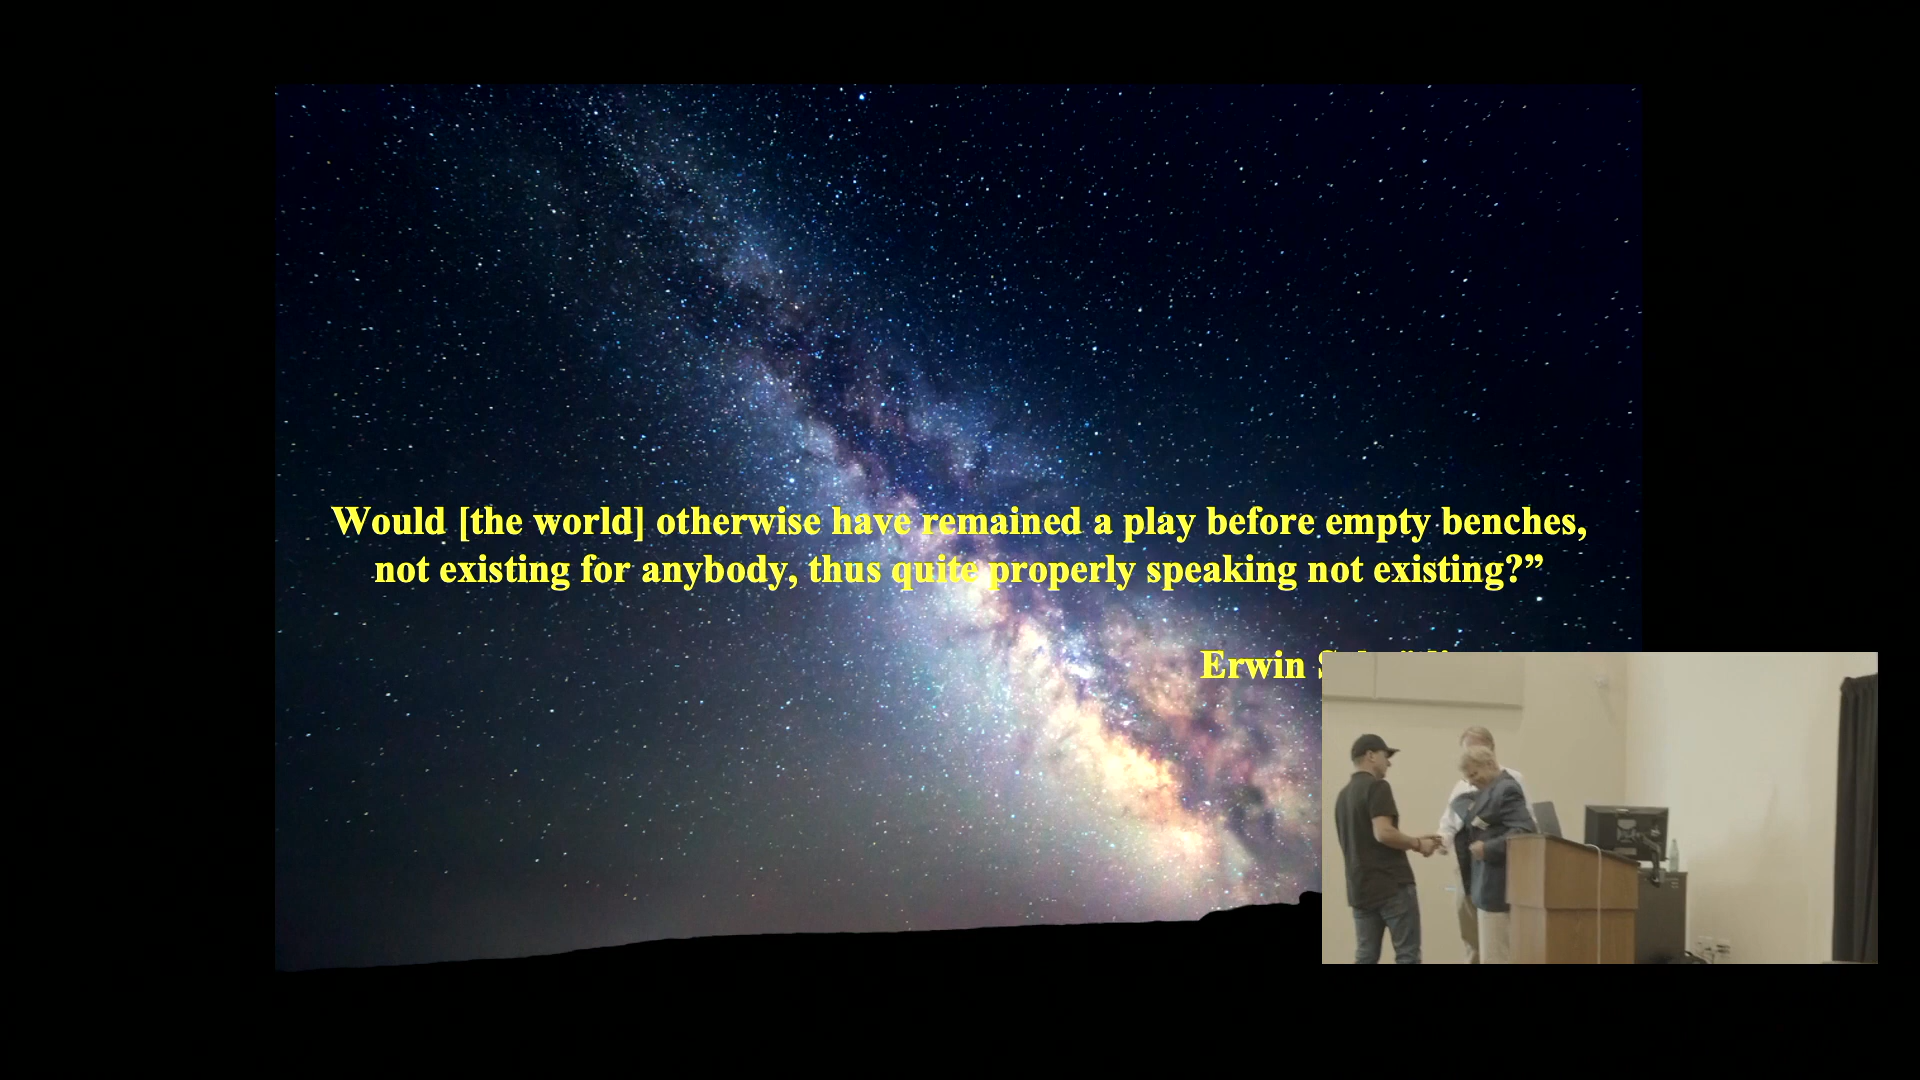 Would [the world] otherwise have remained a play before empty benches,
not existing for anybody, thus quite properly speaking not existing?”
Erwin